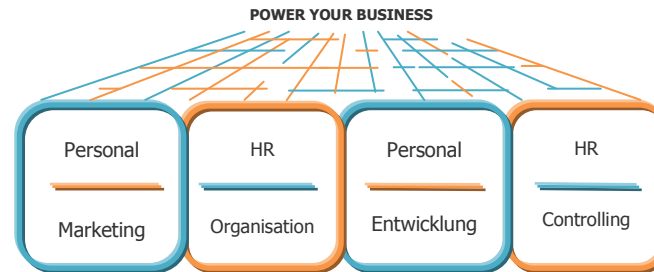 POWER YOUR BUSINESS
Personal
Marketing
HR
Organisation
Personal
Entwicklung
HR
Controlling